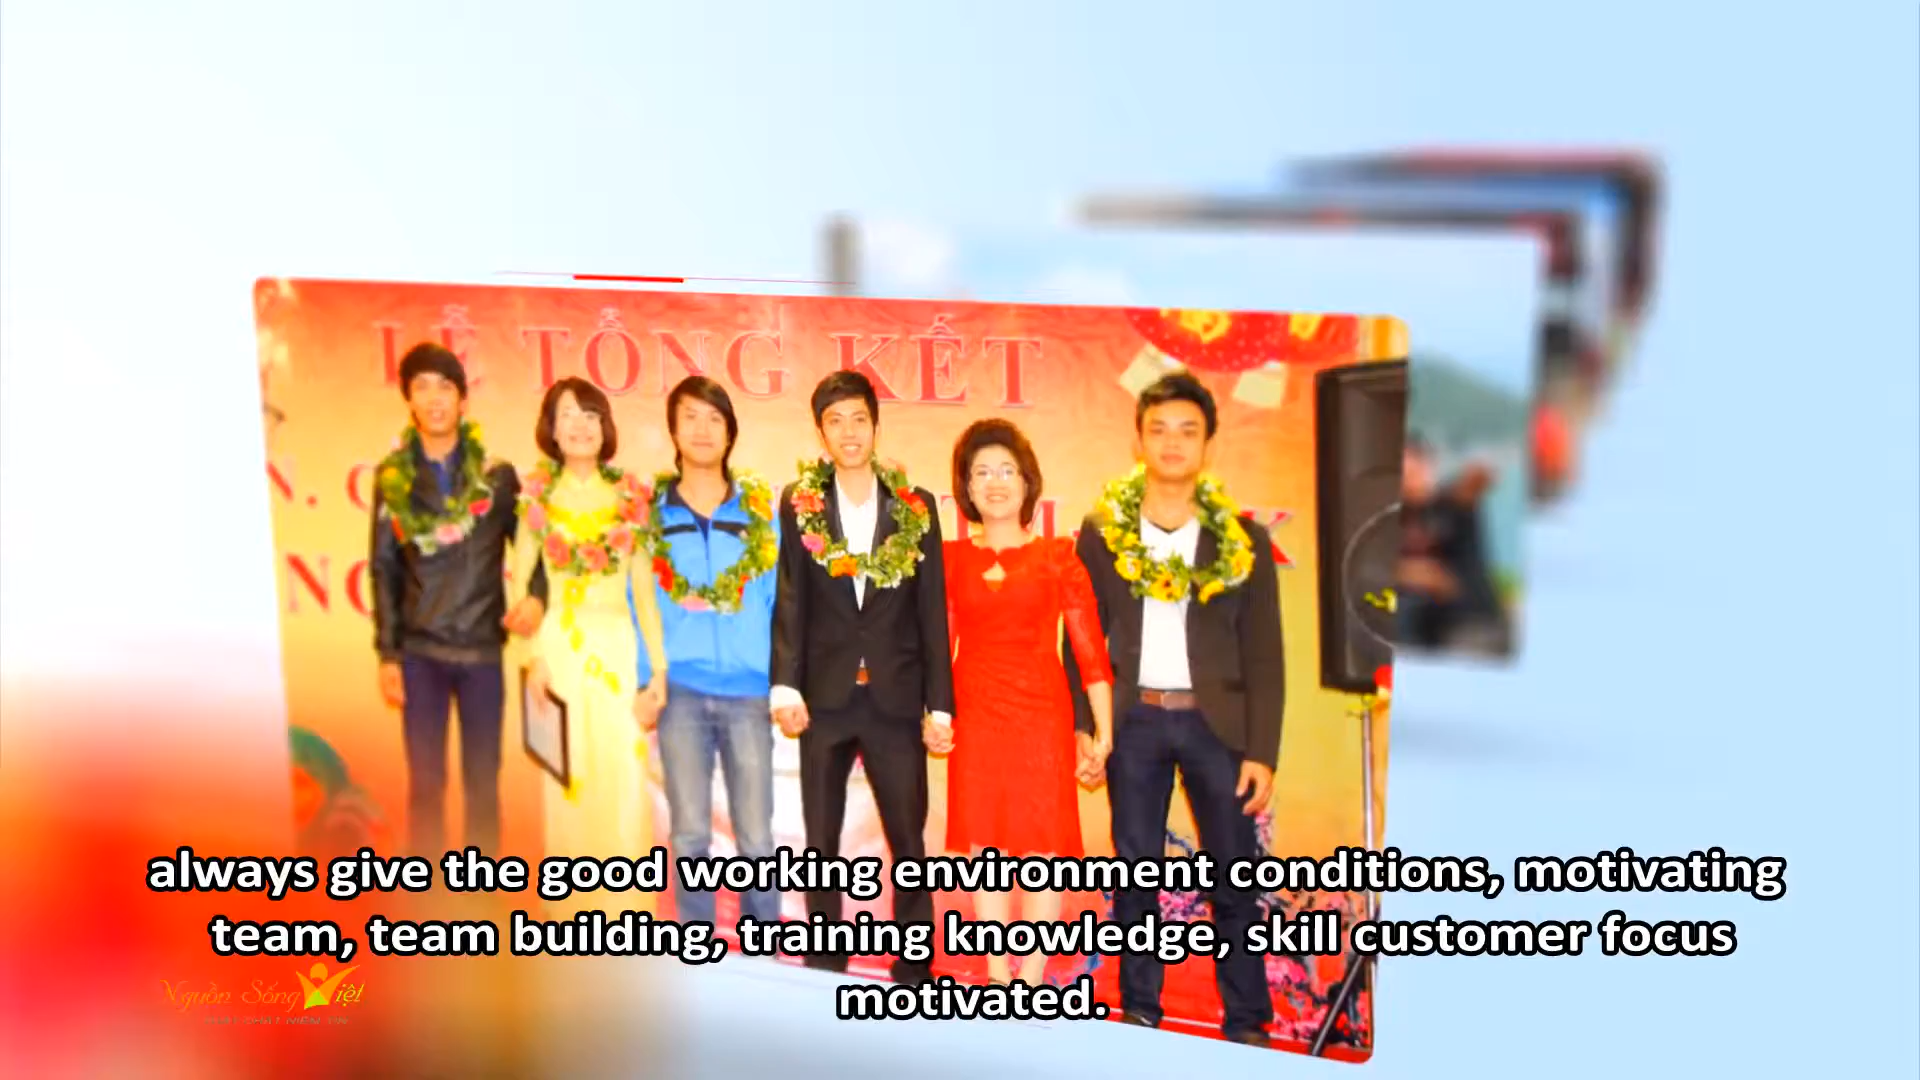 LỄ TỔNG KẾT
always give the good working environment conditions, motivating
team, team building, training knowledge, skill customer focus
motivated.
Nguồn Sống Việt